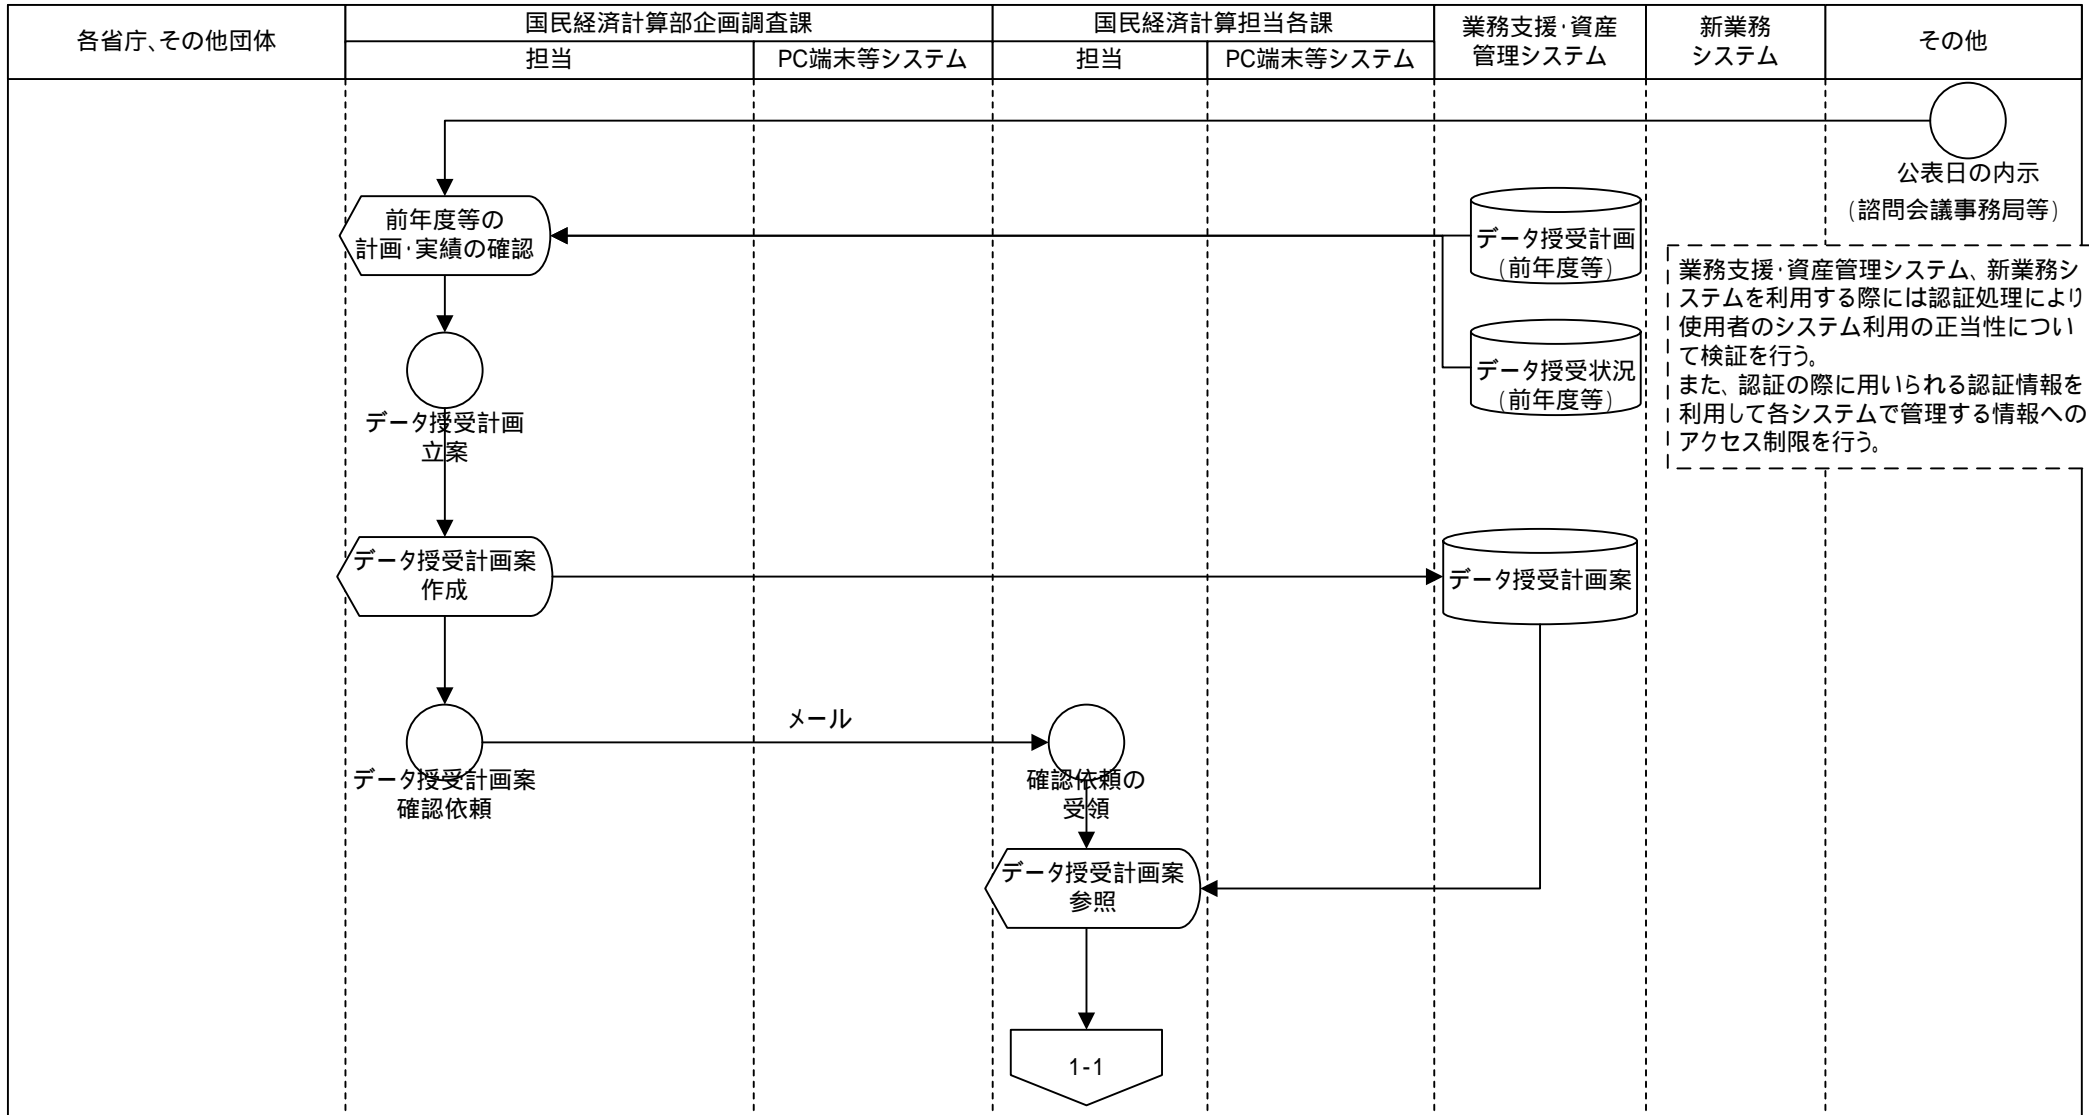 各省庁、その他団体
国民経済計算部企画調査課
国民経済計算担当各課
業務支援・資産
管理システム
新業務
システム
その他
担当
PC端末等システム
担当
PC端末等システム
公表日の内示
(諮問会議事務局等)
前年度等の
計画・実績の確認
データ授受計画
(前年度等)
業務支援・資産管理システム、新業務シ
ステムを利用する際には認証処理により
使用者のシステム利用の正当性につい
て検証を行う。
また、認証の際に用いられる認証情報を
利用して各システムで管理する情報への
アクセス制限を行う。
データ授受状況
(前年度等)
データ授受計画
立案
データ授受計画案
作成
データ授受計画案
メール
データ授受計画案
確認依頼
確認依頼の
受領
データ授受計画案
参照
1-1